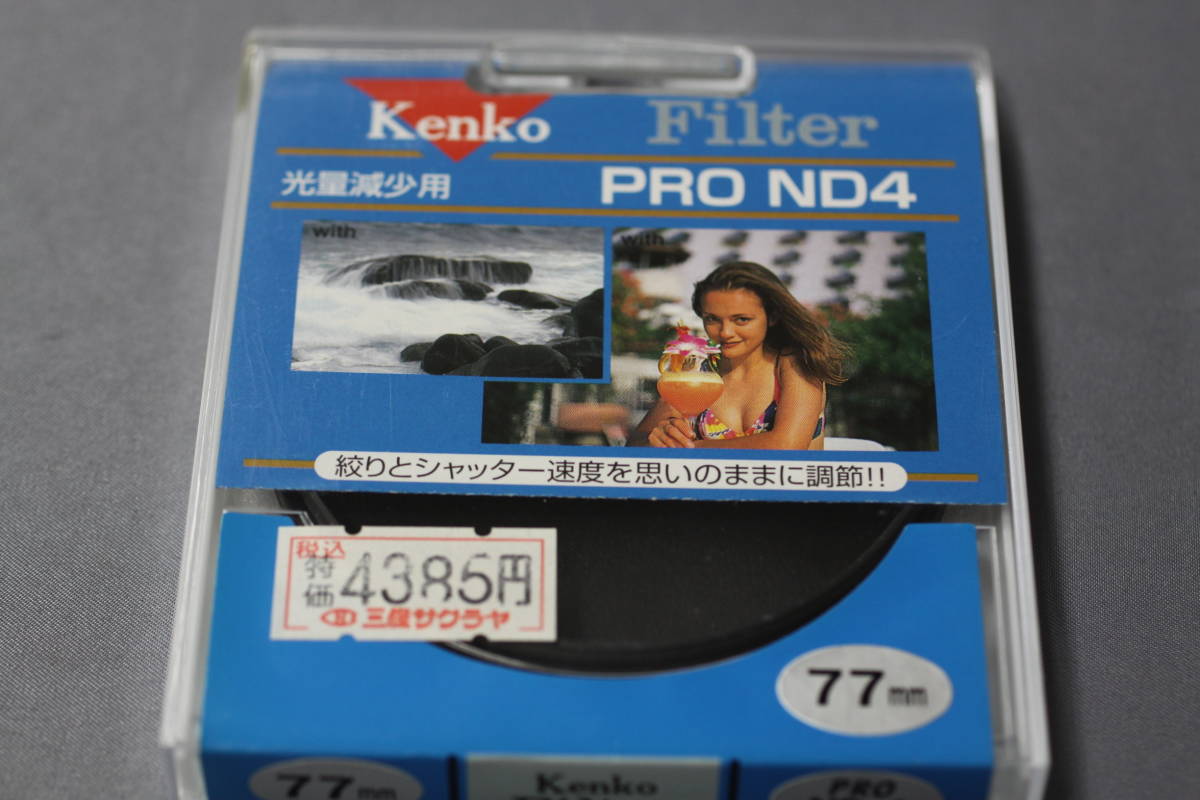 Kenko Filter
光量減少用 PRO ND4
with with
絞りとシャッター速度を思いのままに調節!!
税込
特価 4385円
三宝サクラヤ
77mm
77mm Kenko PRO